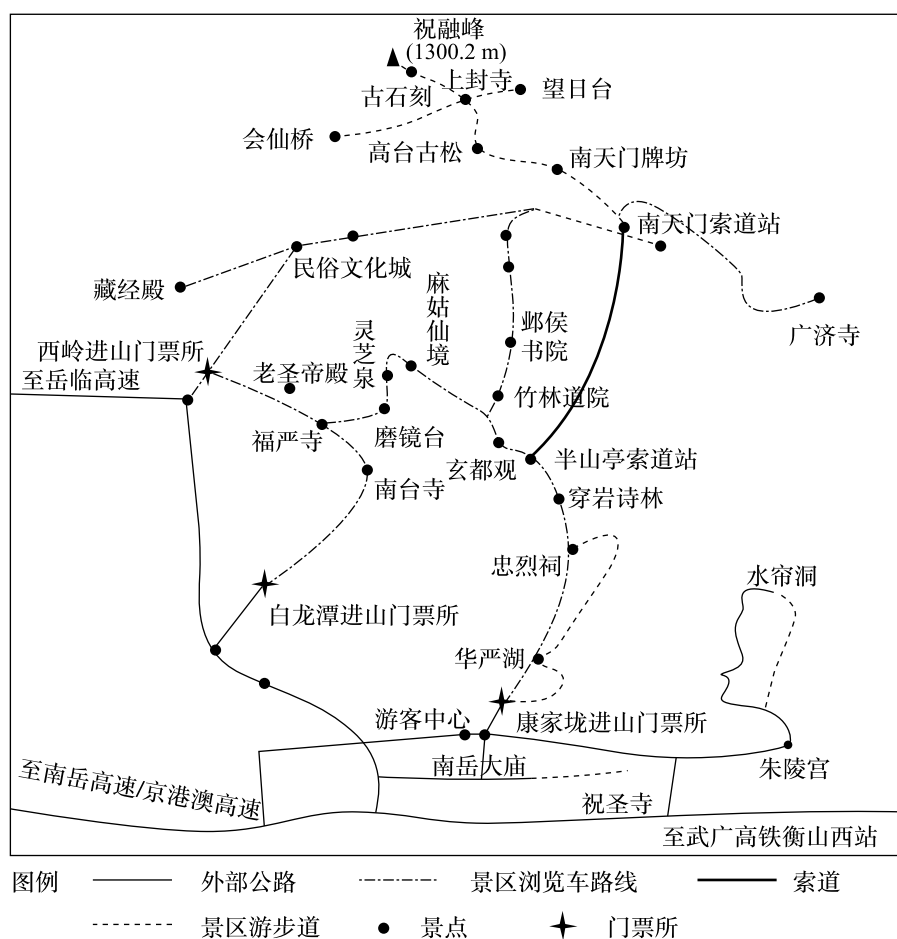 祝融峰
(1300.2 m)
上封寺
古石刻
望日台
会仙桥
高台古松
南天门牌坊
南天门索道站
民俗文化城
藏经殿
麻姑仙境
广济寺
灵芝泉
邺侯
书院
西岭进山门票所
至岳临高速
老圣帝殿
竹林道院
福严寺
磨镜台
玄都观
半山亭索道站
南台寺
穿岩诗林
忠烈祠
水帘洞
白龙潭进山门票所
华严湖
游客中心
康家垅进山门票所
南岳大庙
朱陵宫
至南岳高速/京港澳高速
祝圣寺
至武广高铁衡山西站
图例
外部公路
景区浏览车路线
索道
景区游步道
景点
门票所